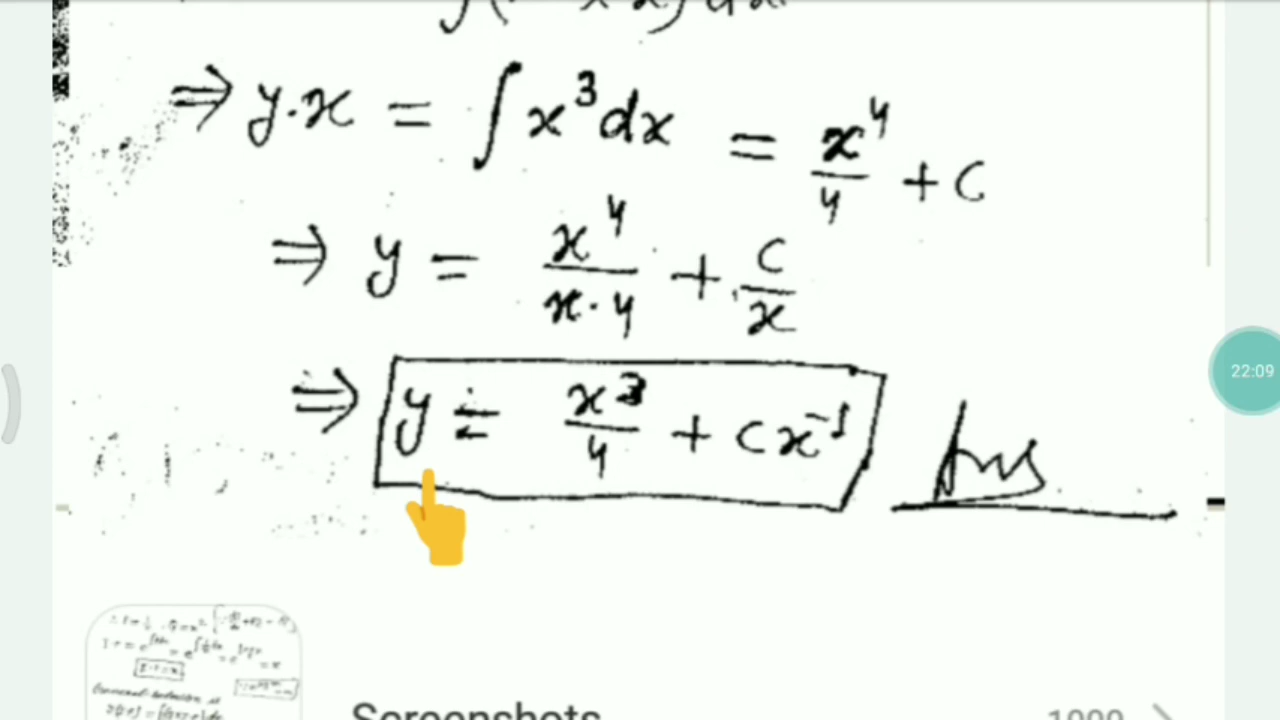 ⇒ y.x = ∫ x³dx = x⁴/4 + c
⇒ y = x⁴/x·4 + c/x
⇒ y = x³/4 + cx⁻¹ Ans
22:09
Screenshots